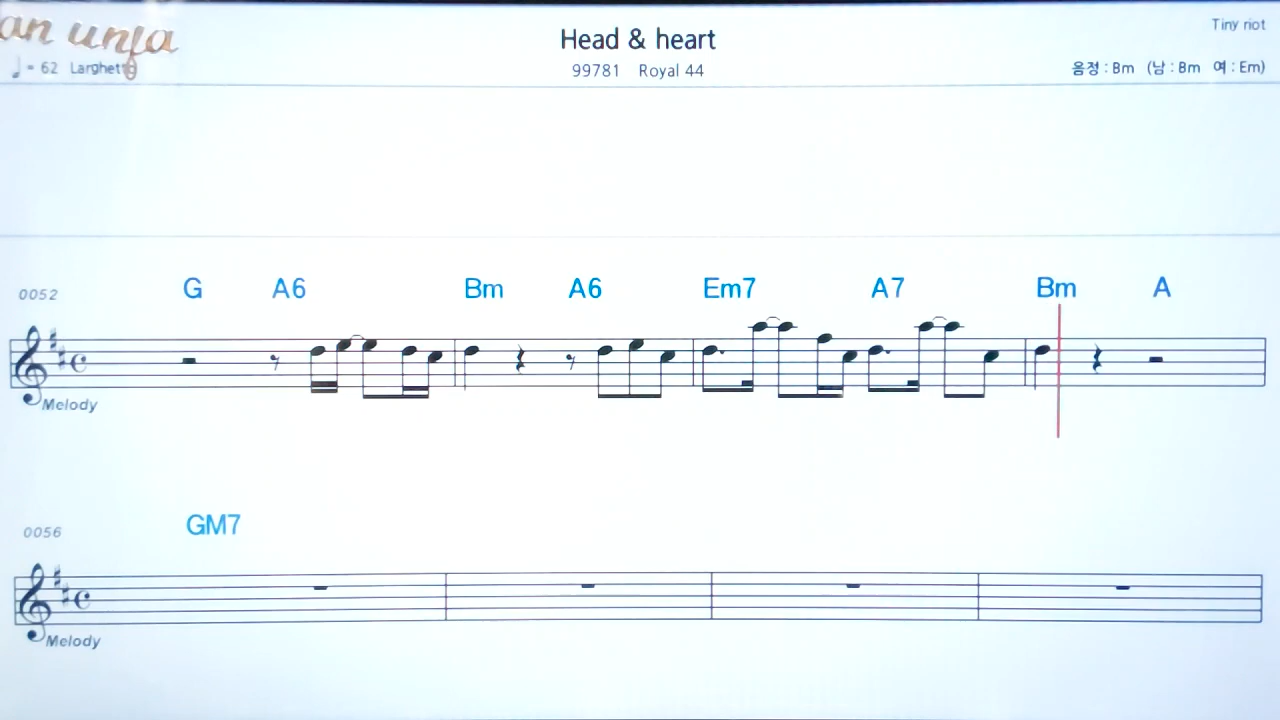 an unfa
Head & heart
Tiny riot
♩ = 62 Larghetto
99781 Royal 44
음정 : Bm (남 : Bm 여 : Em)
G A6 Bm A6 Em7 A7 Bm A
0052
Melody
GM7
0056
Melody